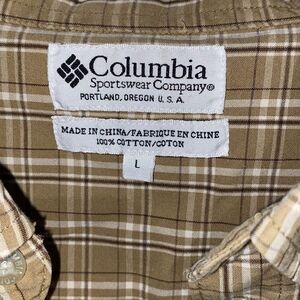 Columbia
Sportswear Company®
PORTLAND, OREGON U.S.A.
MADE IN CHINA/FABRIQUE EN CHINE
100% COTTON/COTON
L